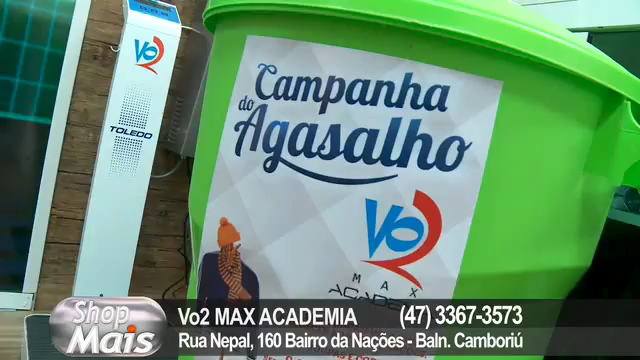 VO2
TOLEDO
Campanha
do
Agasalho
VO2
MAX
Shop
Mais
Vo2 MAX ACADEMIA (47) 3367-3573
Rua Nepal, 160 Bairro da Nações - Baln. Camboriú